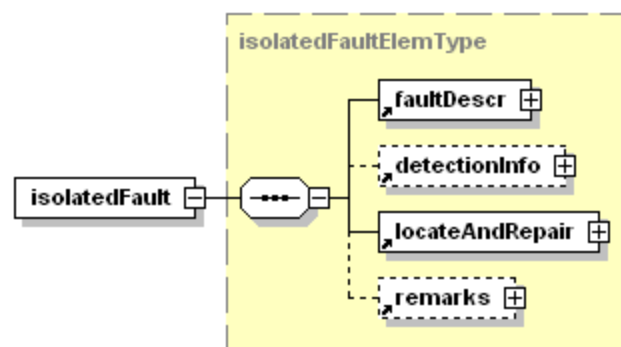 isolatedFaultElemType
faultDescr
detectionInfo
isolatedFault
locateAndRepair
remarks